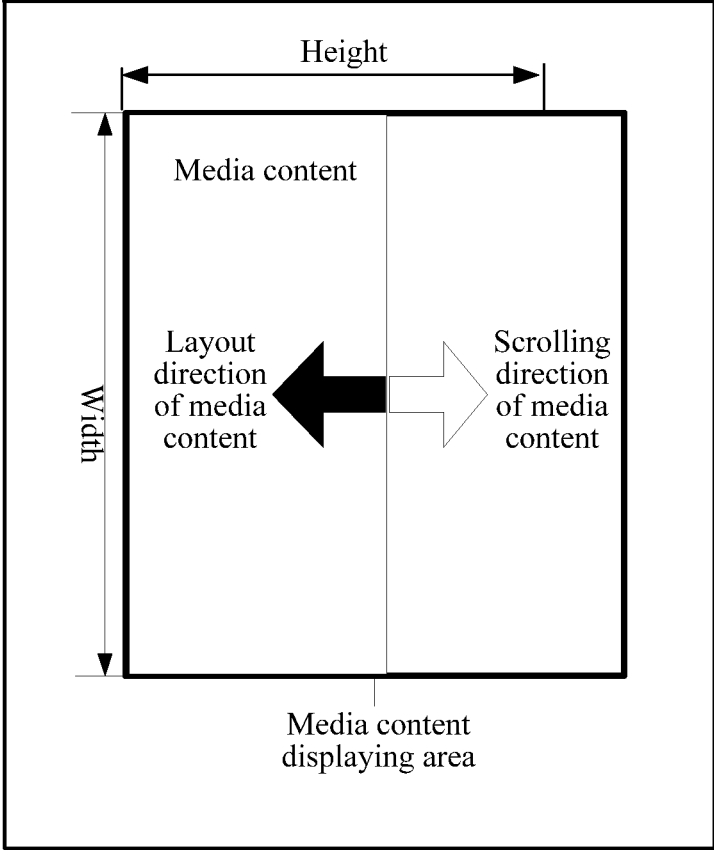 Height
Media content
Layout
direction
of media
content
Scrolling
direction
of media
content
Width
Media content
displaying area